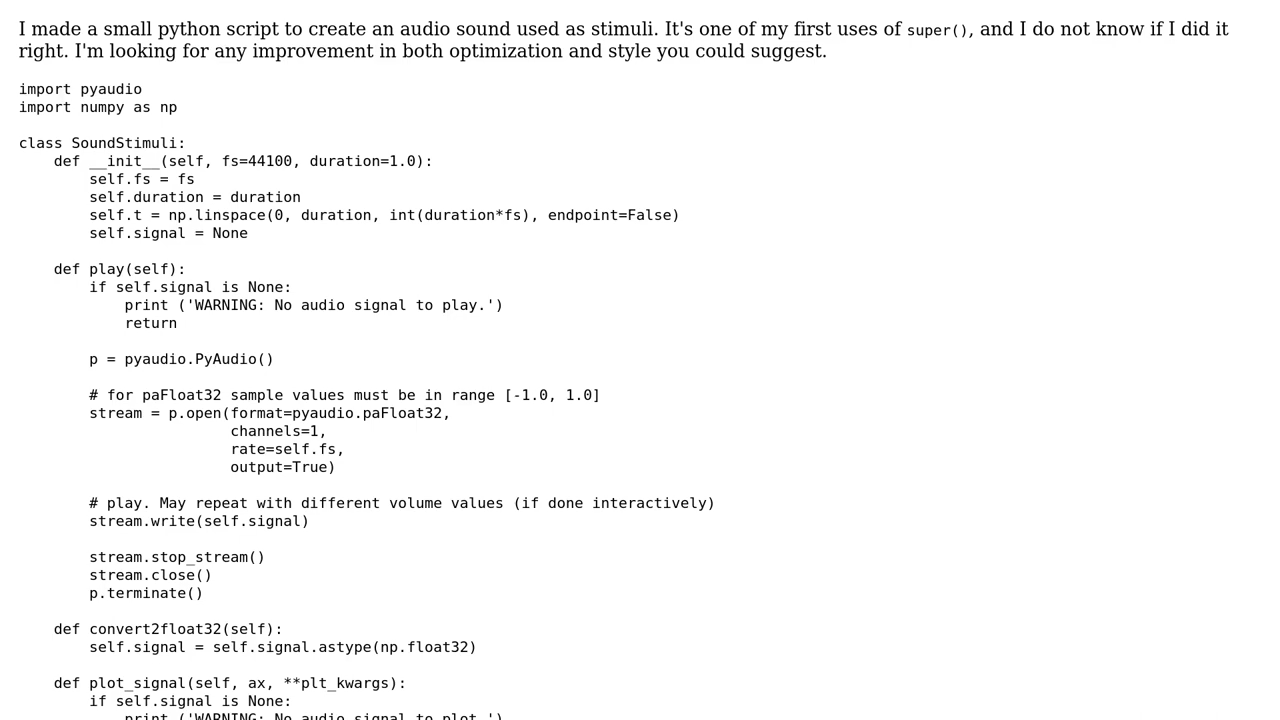 I made a small python script to create an audio sound used as stimuli. It's one of my first uses of super(), and I do not know if I did it
right. I'm looking for any improvement in both optimization and style you could suggest.
import pyaudio
import numpy as np
class SoundStimuli:
    def __init__(self, fs=44100, duration=1.0):
        self.fs = fs
        self.duration = duration
        self.t = np.linspace(0, duration, int(duration*fs), endpoint=False)
        self.signal = None
    def play(self):
        if self.signal is None:
            print ('WARNING: No audio signal to play.')
            return
        p = pyaudio.PyAudio()
        # for paFloat32 sample values must be in range [-1.0, 1.0]
        stream = p.open(format=pyaudio.paFloat32,
                        channels=1,
                        rate=self.fs,
                        output=True)
        # play. May repeat with different volume values (if done interactively)
        stream.write(self.signal)
        stream.stop_stream()
        stream.close()
        p.terminate()
    def convert2float32(self):
        self.signal = self.signal.astype(np.float32)
    def plot_signal(self, ax, **plt_kwargs):
        if self.signal is None:
            print ('WARNING: No audio signal to plot.')